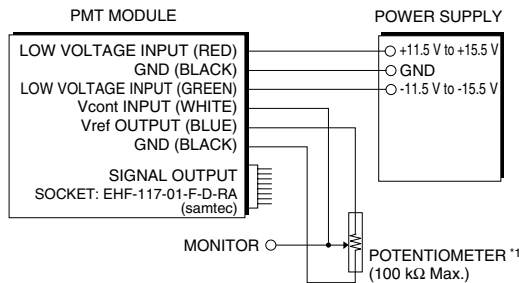 PMT MODULE
POWER SUPPLY
LOW VOLTAGE INPUT (RED)
GND (BLACK)
LOW VOLTAGE INPUT (GREEN)
Vcont INPUT (WHITE)
Vref OUTPUT (BLUE)
GND (BLACK)
SIGNAL OUTPUT
SOCKET: EHF-117-01-F-D-RA
(samtec)
+11.5 V to +15.5 V
GND
-11.5 V to -15.5 V
MONITOR
POTENTIOMETER *1
(100 kΩ Max.)